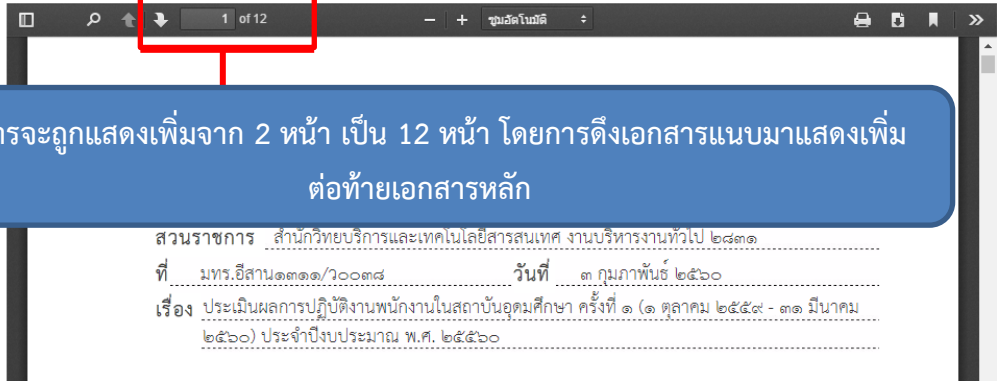 1 of 12 ซูมอัตโนมัติ
จะถูกแสดงเพิ่มจาก 2 หน้า เป็น 12 หน้า โดยการดึงเอกสารแนบมาแสดงเพิ่ม
ต่อท้ายเอกสารหลัก
ส่วนราชการ สำนักวิทยบริการและเทคโนโลยีสารสนเทศ งานบริหารงานทั่วไป ๒๘๓๑
ที่ มทร.อีสาน๑๓๑๑/ว๐๐๓๘ วันที่ ๓ กุมภาพันธ์ ๒๕๖๐
เรื่อง ประเมินผลการปฏิบัติงานพนักงานในสถาบันอุดมศึกษา ครั้งที่ ๑ (๑ ตุลาคม ๒๕๕๙ - ๓๑ มีนาคม
๒๕๖๐) ประจำปีงบประมาณ พ.ศ. ๒๕๕๖๐